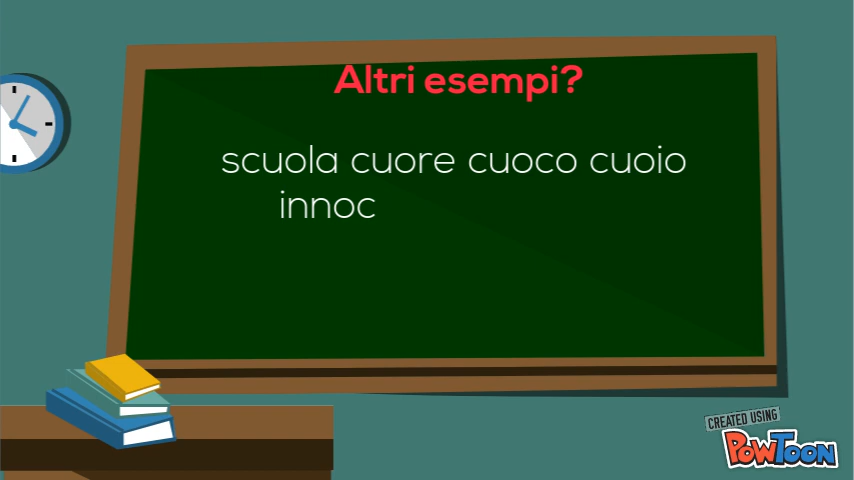 Altri esempi?
scuola cuore cuoco cuoio
innoc
CREATED USING
POWTOON